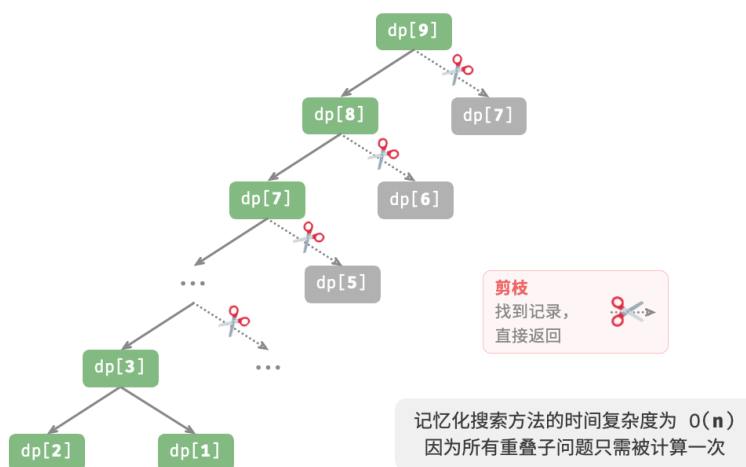 dp[9]
dp[8]
dp[7]
dp[7]
dp[6]
...
dp[5]
dp[3]
...
dp[2]
dp[1]
剪枝
找到记录，
直接返回
记忆化搜索方法的时间复杂度为 O(n)
因为所有重叠子问题只需被计算一次